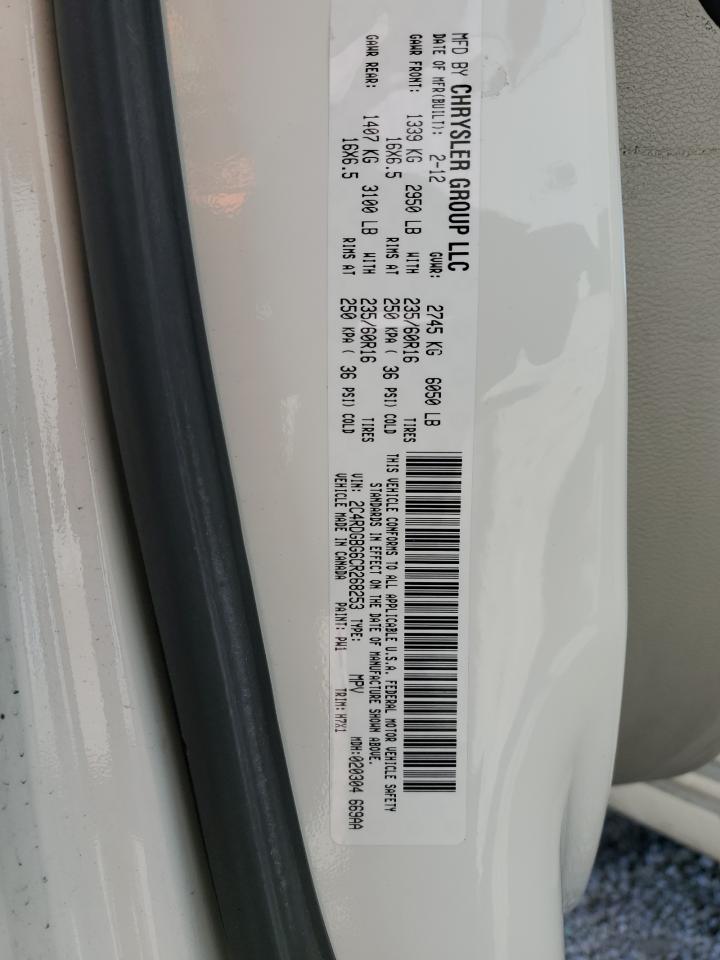 MFD BY CHRYSLER GROUP LLC
DATE OF MFR(BUILT): 2-12 GVWR: 2745 KG 6050 LB
GAWR FRONT: 1339 KG 2950 LB WITH 235/60R16 TIRES
16X6.5 RIMS AT 250 KPA ( 36 PSI) COLD
GAWR REAR: 1407 KG 3100 LB WITH 235/60R16 TIRES
16X6.5 RIMS AT 250 KPA ( 36 PSI) COLD
THIS VEHICLE CONFORMS TO ALL APPLICABLE U.S.A. FEDERAL MOTOR VEHICLE SAFETY
STANDARDS IN EFFECT ON THE DATE OF MANUFACTURE SHOWN ABOVE.
VIN: 2C4RDGBG6CR268253 TYPE: MPV MDH:020304 669AA
VEHICLE MADE IN CANADA PAINT: PW1 TRIM: H7X1